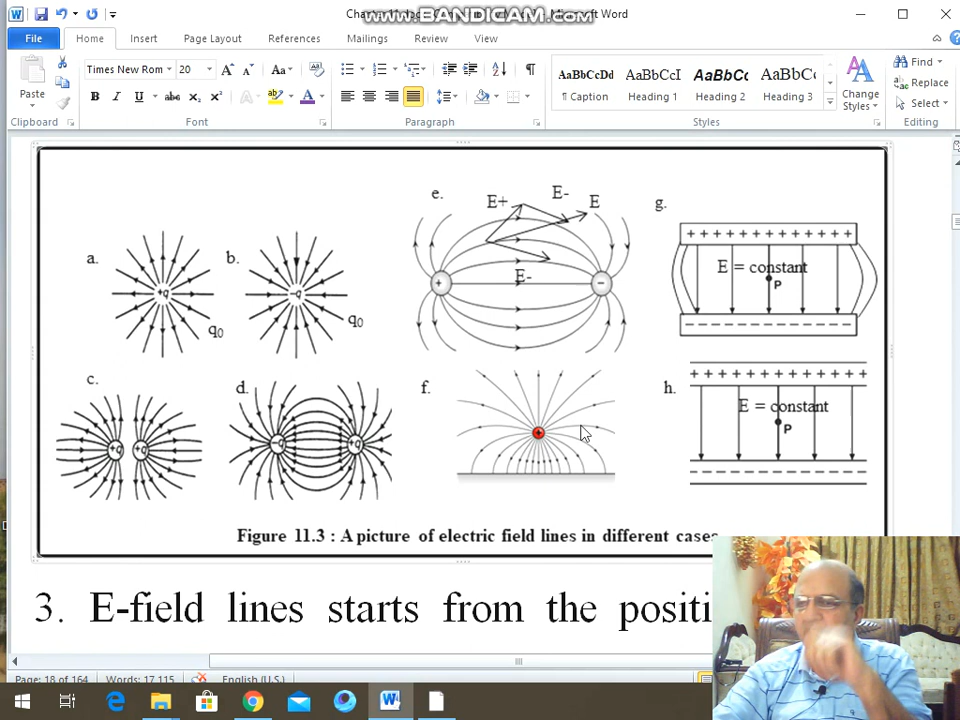 www.BANDICAM.com
Microsoft Word
File Home Insert Page Layout References Mailings Review View
Times New Rom 20 Aa
AaBbCcDd AaBbCcI AaBbCc AaBbCc
¶ Caption Heading 1 Heading 2 Heading 3
Paste
Change Styles
Find
Replace
Select
Clipboard Font Paragraph Styles Editing
a. +q q0
b. -q q0
c. +q +q
d. -q +q
e. E+ E- E
E-
+ −
f. +
g. + + + + + + + + + + + +
E = constant
P
h. + + + + + + + + + +
E = constant
P
Figure 11.3 : A picture of electric field lines in different cases
3. E-field lines starts from the positi
Page: 18 of 164 Words: 17,115 English (U.S.)